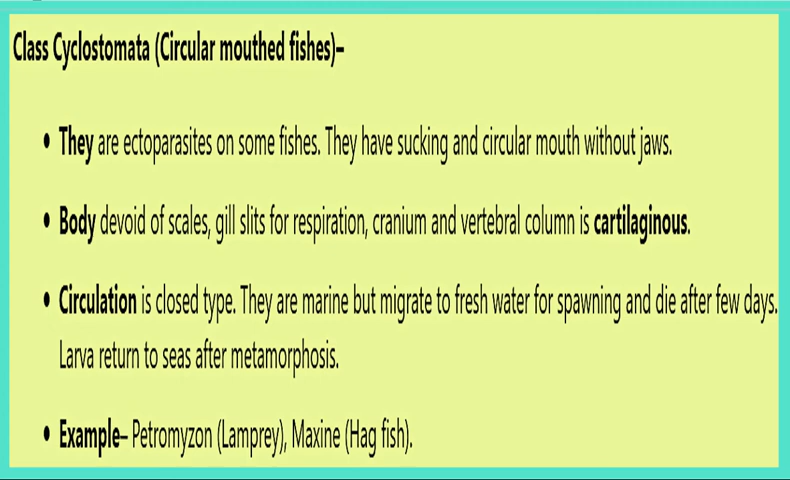 Class Cyclostomata (Circular mouthed fishes)–
• They are ectoparasites on some fishes. They have sucking and circular mouth without jaws.
• Body devoid of scales, gill slits for respiration, cranium and vertebral column is cartilaginous.
• Circulation is closed type. They are marine but migrate to fresh water for spawning and die after few days.
Larva return to seas after metamorphosis.
• Example– Petromyzon (Lamprey), Maxine (Hag fish).